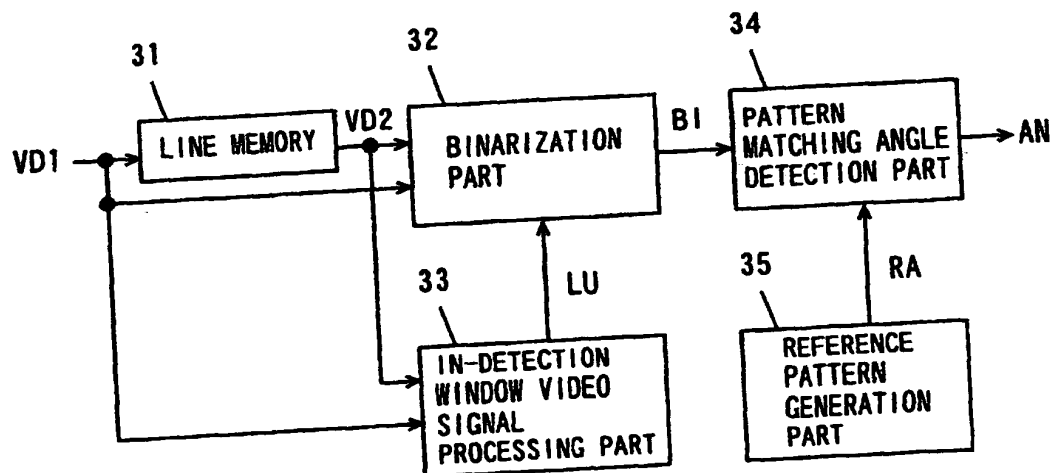 31
32
34
VD1
LINE MEMORY
VD2
BINARIZATION
PART
BI
PATTERN
MATCHING ANGLE
DETECTION PART
AN
33
LU
35
RA
IN-DETECTION
WINDOW VIDEO
SIGNAL
PROCESSING PART
REFERENCE
PATTERN
GENERATION
PART